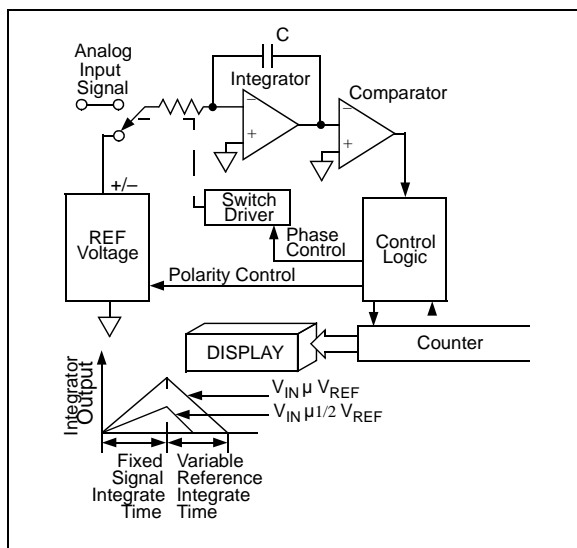 C
Analog
Input
Signal
Integrator
Comparator
–
+
–
+
+/–
REF
Voltage
Switch
Driver
Phase
Control
Control
Logic
Polarity Control
DISPLAY
Counter
Integrator
Output
V_IN µ V_REF
V_IN µ1/2 V_REF
Fixed
Signal
Integrate
Time
Variable
Reference
Integrate
Time